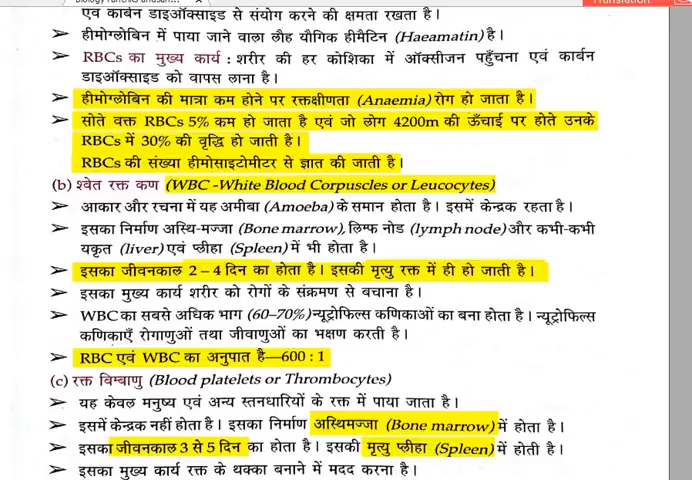 एवं कार्बन डाइऑक्साइड से संयोग करने की क्षमता रखता है।
➤ हीमोग्लोबिन में पाया जाने वाला लौह यौगिक हीमैटिन (Haeamatin) है।
➤ RBCs का मुख्य कार्य : शरीर की हर कोशिका में ऑक्सीजन पहुँचना एवं कार्बन
डाइऑक्साइड को वापस लाना है।
➤ हीमोग्लोबिन की मात्रा कम होने पर रक्तक्षीणता (Anaemia) रोग हो जाता है।
➤ सोते वक्त RBCs 5% कम हो जाता है एवं जो लोग 4200m की ऊँचाई पर होते उनके
RBCs में 30% की वृद्धि हो जाती है।
RBCs की संख्या हीमोसाइटोमीटर से ज्ञात की जाती है।
(b) श्वेत रक्त कण (WBC -White Blood Corpuscles or Leucocytes)
➤ आकार और रचना में यह अमीबा (Amoeba) के समान होता है। इसमें केन्द्रक रहता है।
➤ इसका निर्माण अस्थि-मज्जा (Bone marrow), लिम्फ नोड (lymph node) और कभी-कभी
यकृत (liver) एवं प्लीहा (Spleen) में भी होता है।
➤ इसका जीवनकाल 2 – 4 दिन का होता है। इसकी मृत्यु रक्त में ही हो जाती है।
➤ इसका मुख्य कार्य शरीर को रोगों के संक्रमण से बचाना है।
➤ WBC का सबसे अधिक भाग (60–70%) न्यूट्रोफिल्स कणिकाओं का बना होता है। न्यूट्रोफिल्स
कणिकाएँ रोगाणुओं तथा जीवाणुओं का भक्षण करती है।
➤ RBC एवं WBC का अनुपात है—600 : 1
(c) रक्त बिम्बाणु (Blood platelets or Thrombocytes)
➤ यह केवल मनुष्य एवं अन्य स्तनधारियों के रक्त में पाया जाता है।
➤ इसमें केन्द्रक नहीं होता है। इसका निर्माण अस्थिमज्जा (Bone marrow) में होता है।
➤ इसका जीवनकाल 3 से 5 दिन का होता है। इसकी मृत्यु प्लीहा (Spleen) में होती है।
➤ इसका मुख्य कार्य रक्त के थक्का बनाने में मदद करना है।